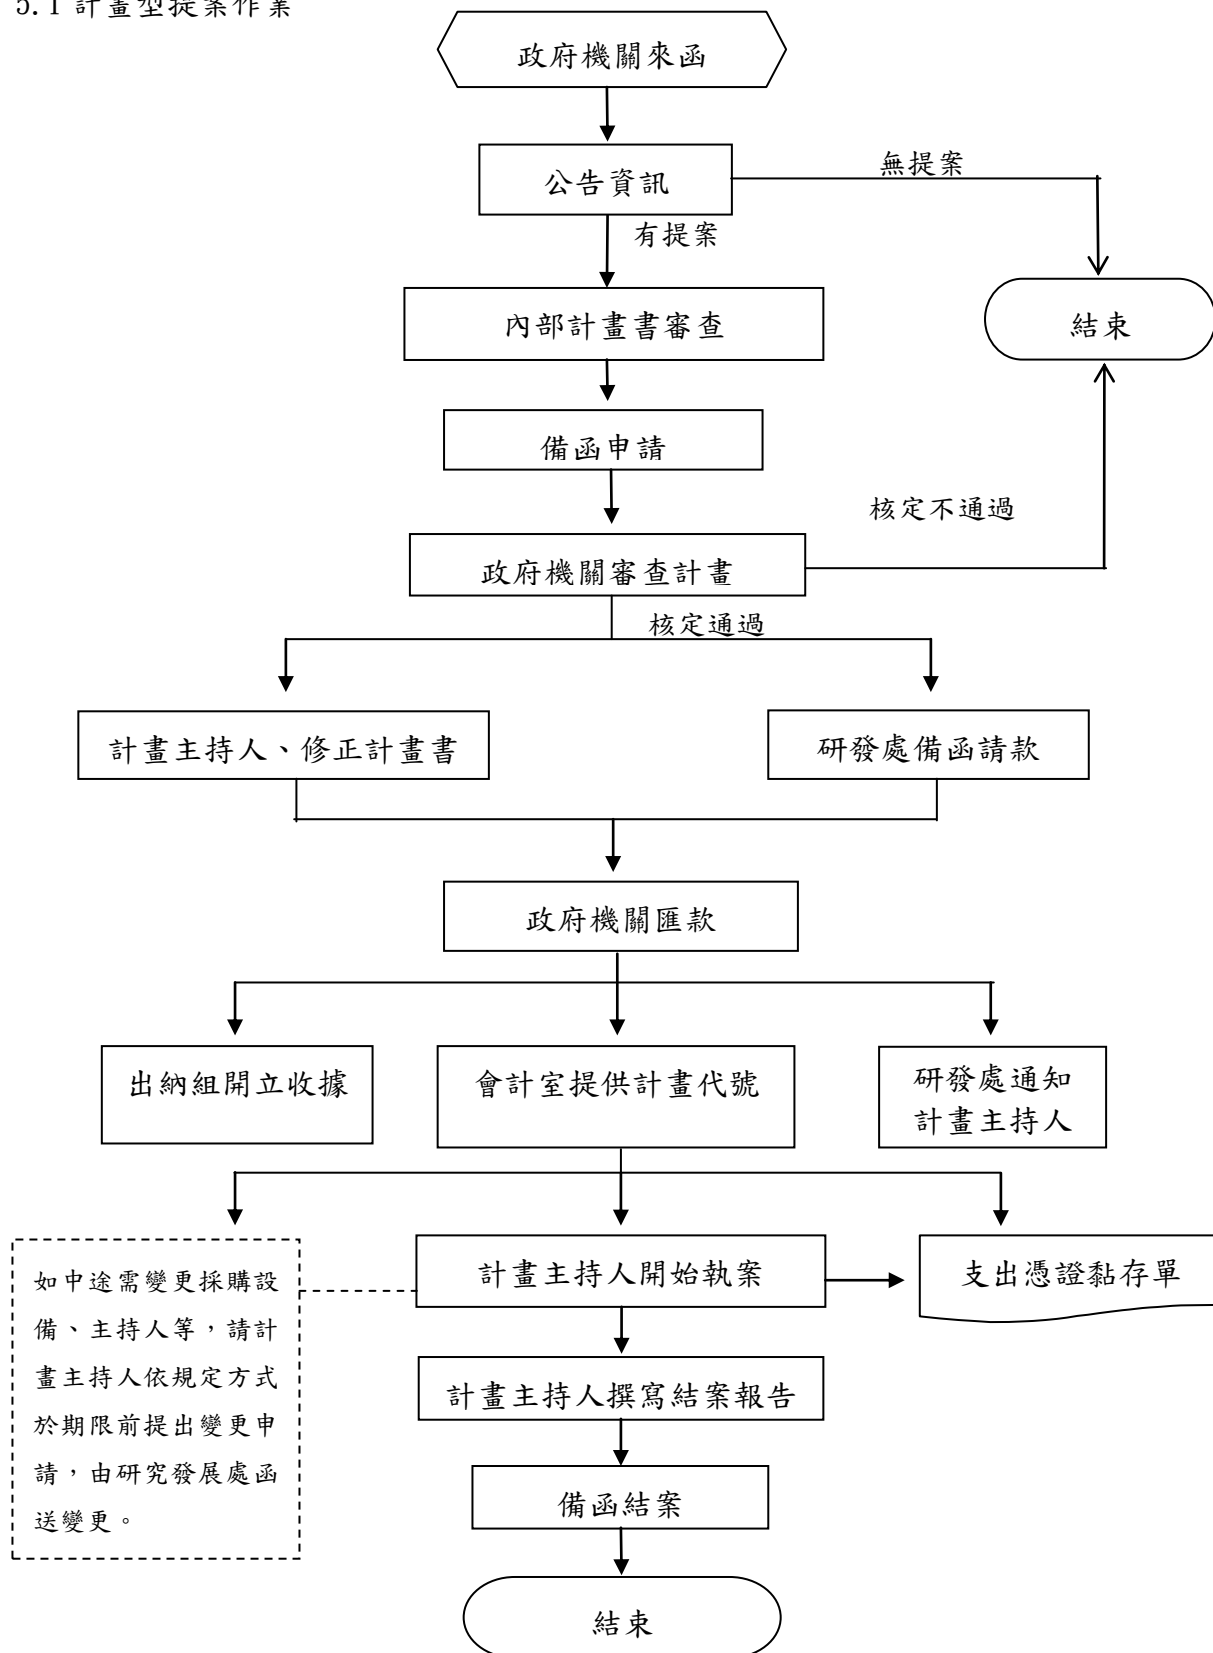 5.1 計畫型提案作業
政府機關來函
公告資訊
無提案
有提案
內部計畫書審查
結束
備函申請
核定不通過
政府機關審查計畫
核定通過
計畫主持人、修正計畫書
研發處備函請款
政府機關匯款
出納組開立收據
會計室提供計畫代號
研發處通知
計畫主持人
如中途需變更採購設
備、主持人等，請計
畫主持人依規定方式
於期限前提出變更申
請，由研究發展處函
送變更。
計畫主持人開始執案
支出憑證黏存單
計畫主持人撰寫結案報告
備函結案
結束